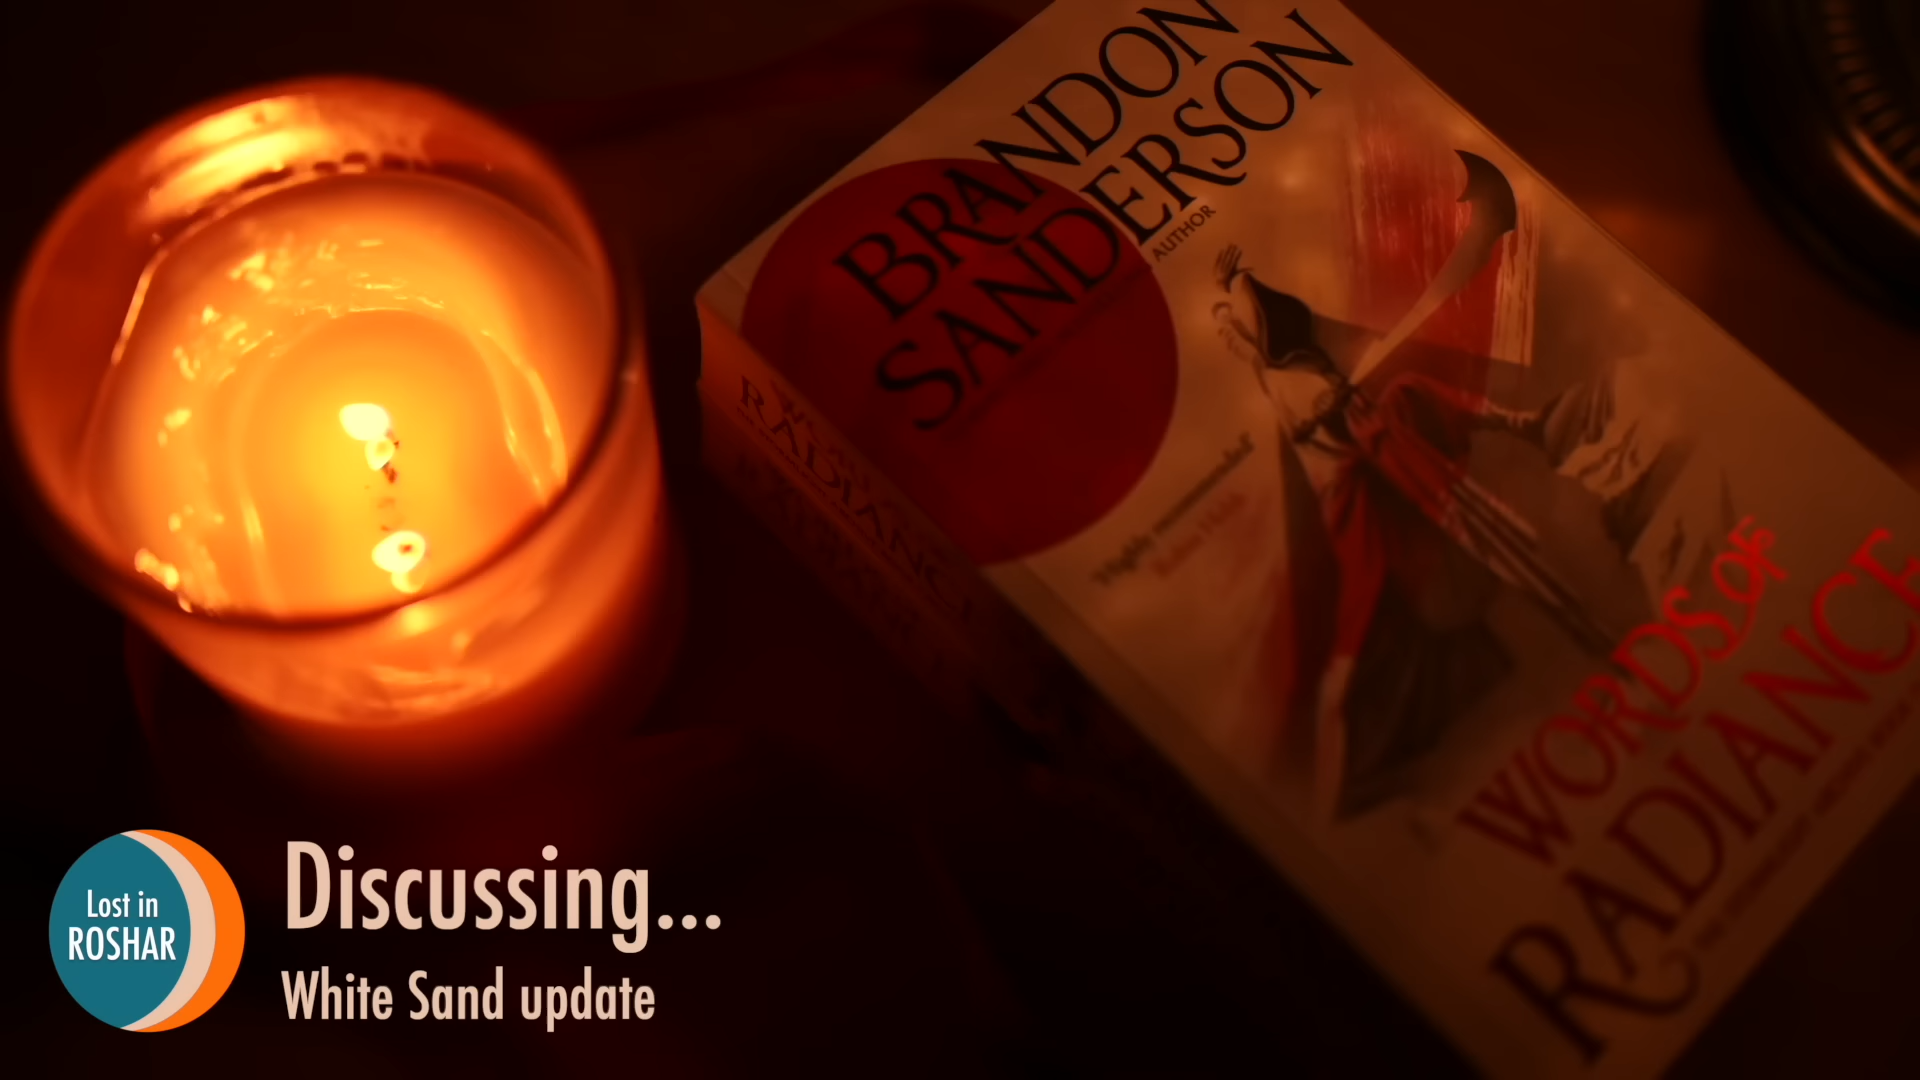 BRANDON
SANDERSON
AUTHOR
RADIANCE
WORDS OF
RADIANCE
Lost in
ROSHAR
Discussing...
White Sand update